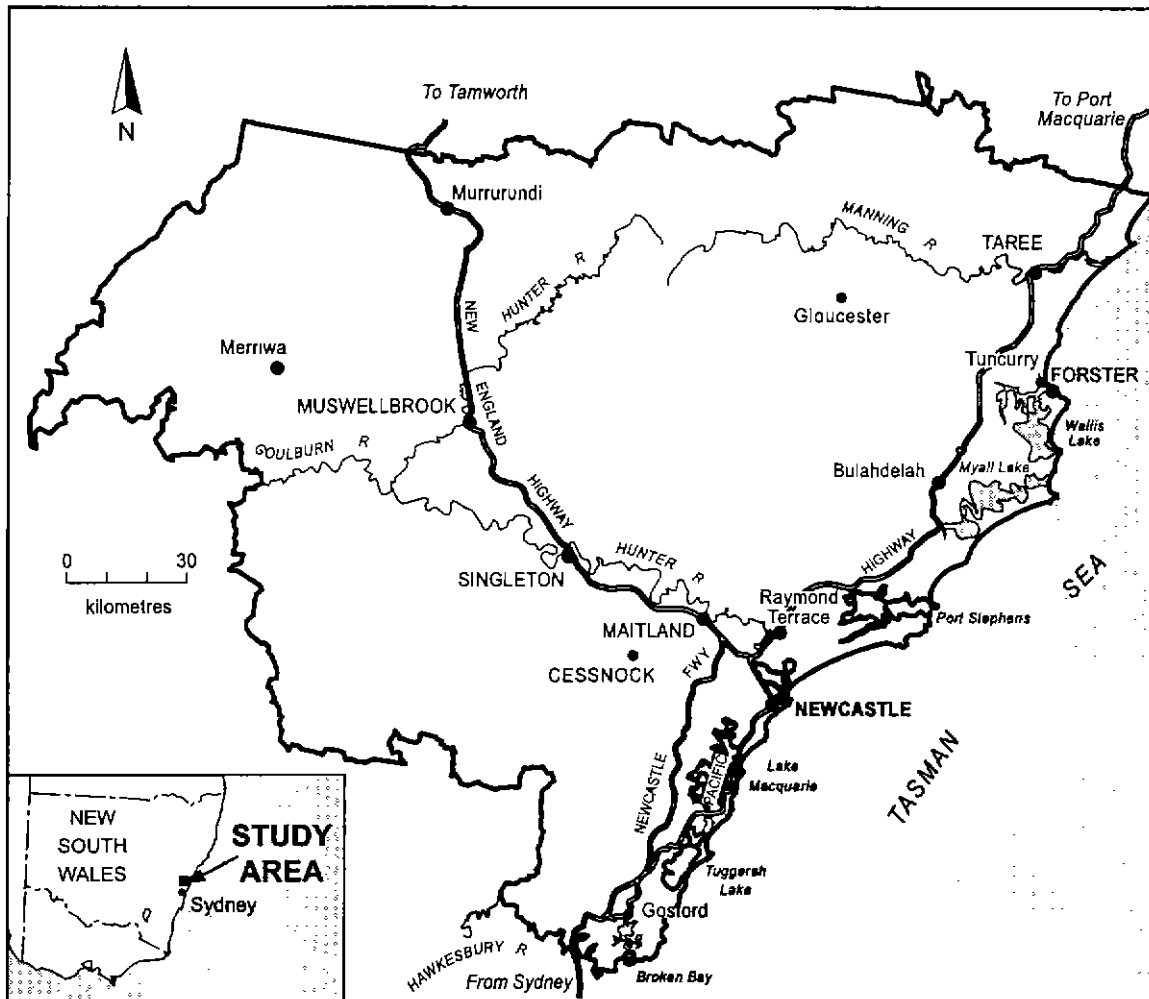 To Tamworth
To Port
Macquarie
N
Murrurundi
MANNING R
TAREE
HUNTER R
NEW
ENGLAND
HIGHWAY
Gloucester
Merriwa
Tuncurry
FORSTER
MUSWELLBROOK
Wallis
Lake
GOULBURN R
Bulahdelah
Myall Lake
HIGHWAY
0 30
kilometres
SINGLETON
HUNTER R
Raymond
Terrace
SEA
Port Stephens
MAITLAND
CESSNOCK
FWY
NEWCASTLE
NEWCASTLE
PACIFIC
Lake
Macquarie
TASMAN
NEW
SOUTH
WALES
STUDY
AREA
Sydney
Tuggerah
Lake
Gosford
HAWKESBURY R
From Sydney
Broken Bay